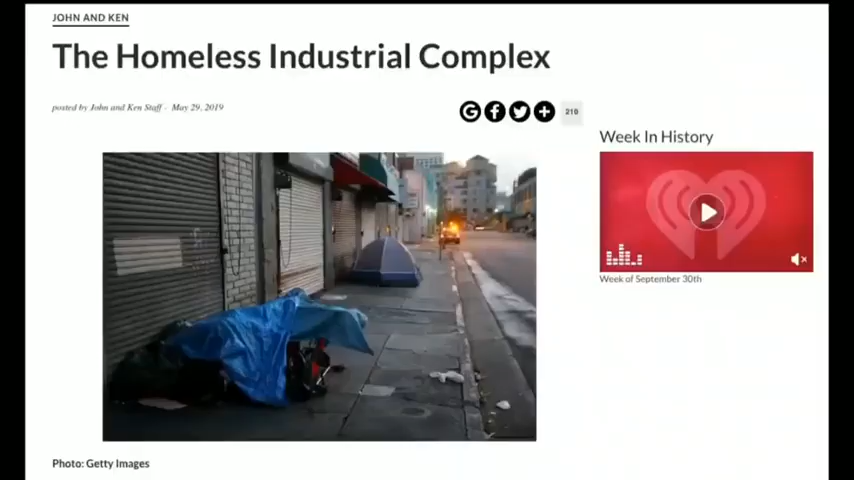 JOHN AND KEN
The Homeless Industrial Complex
posted by John and Ken Staff - May 29, 2019
219
Week In History
Week of September 30th
Photo: Getty Images